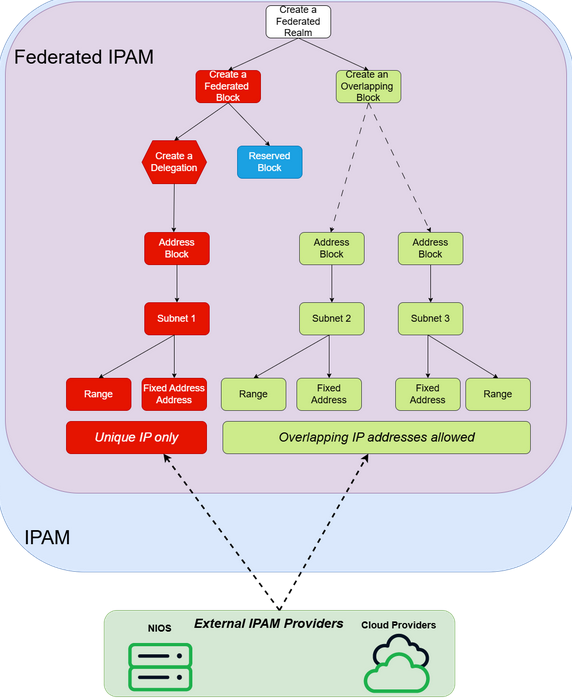 Create a
Federated
Realm
Federated IPAM
Create a
Federated
Block
Create an
Overlapping
Block
Create a
Delegation
Reserved
Block
Address
Block
Address
Block
Address
Block
Subnet 1
Subnet 2
Subnet 3
Range
Fixed Address
Address
Range
Fixed
Address
Fixed
Address
Range
Unique IP only
Overlapping IP addresses allowed
IPAM
External IPAM Providers
NIOS
Cloud Providers